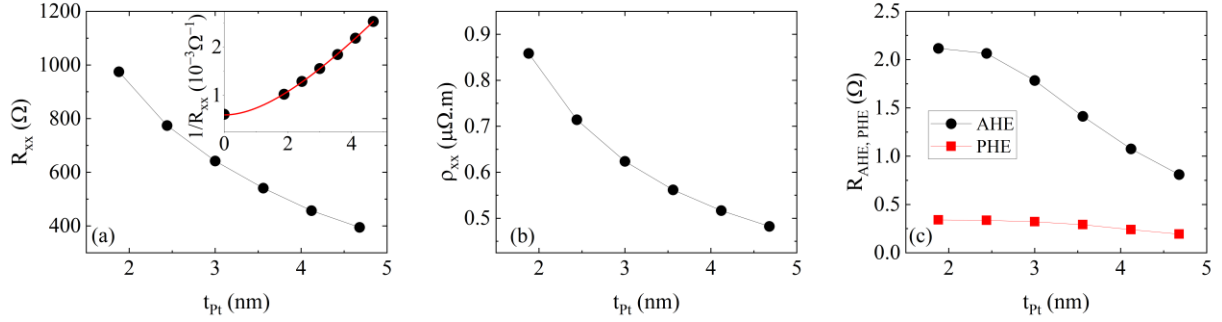 1200
1000
800
600
400
R_xx (Ω)
2
3
4
5
t_Pt (nm)
(a)
1/R_xx (10⁻³Ω⁻¹)
2
1
0
0
2
4
0.9
0.8
0.7
0.6
0.5
ρ_xx (μΩ.m)
2
3
4
5
t_Pt (nm)
(b)
2.5
2.0
1.5
1.0
0.5
0.0
R_AHE, PHE (Ω)
AHE
PHE
2
3
4
5
t_Pt (nm)
(c)